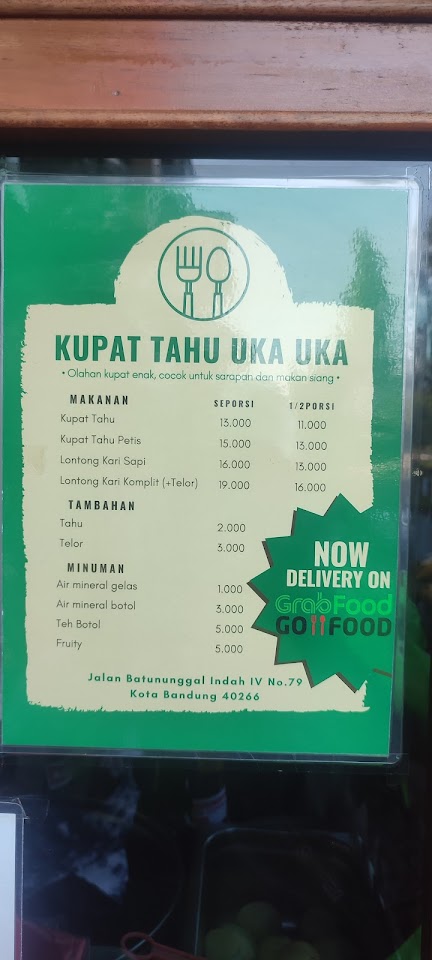 KUPAT TAHU UKA UKA
• Olahan kupat enak, cocok untuk sarapan dan makan siang •
MAKANAN SEPORSI 1/2PORSI
Kupat Tahu 13.000 11.000
Kupat Tahu Petis 15.000 13.000
Lontong Kari Sapi 16.000 13.000
Lontong Kari Komplit (+Telor) 19.000 16.000
TAMBAHAN
Tahu 2.000
Telor 3.000
MINUMAN
Air mineral gelas 1.000
Air mineral botol 3.000
Teh Botol 5.000
Fruity 5.000
NOW
DELIVERY ON
GrabFood
GOFOOD
Jalan Batununggal Indah IV No.79
Kota Bandung 40266